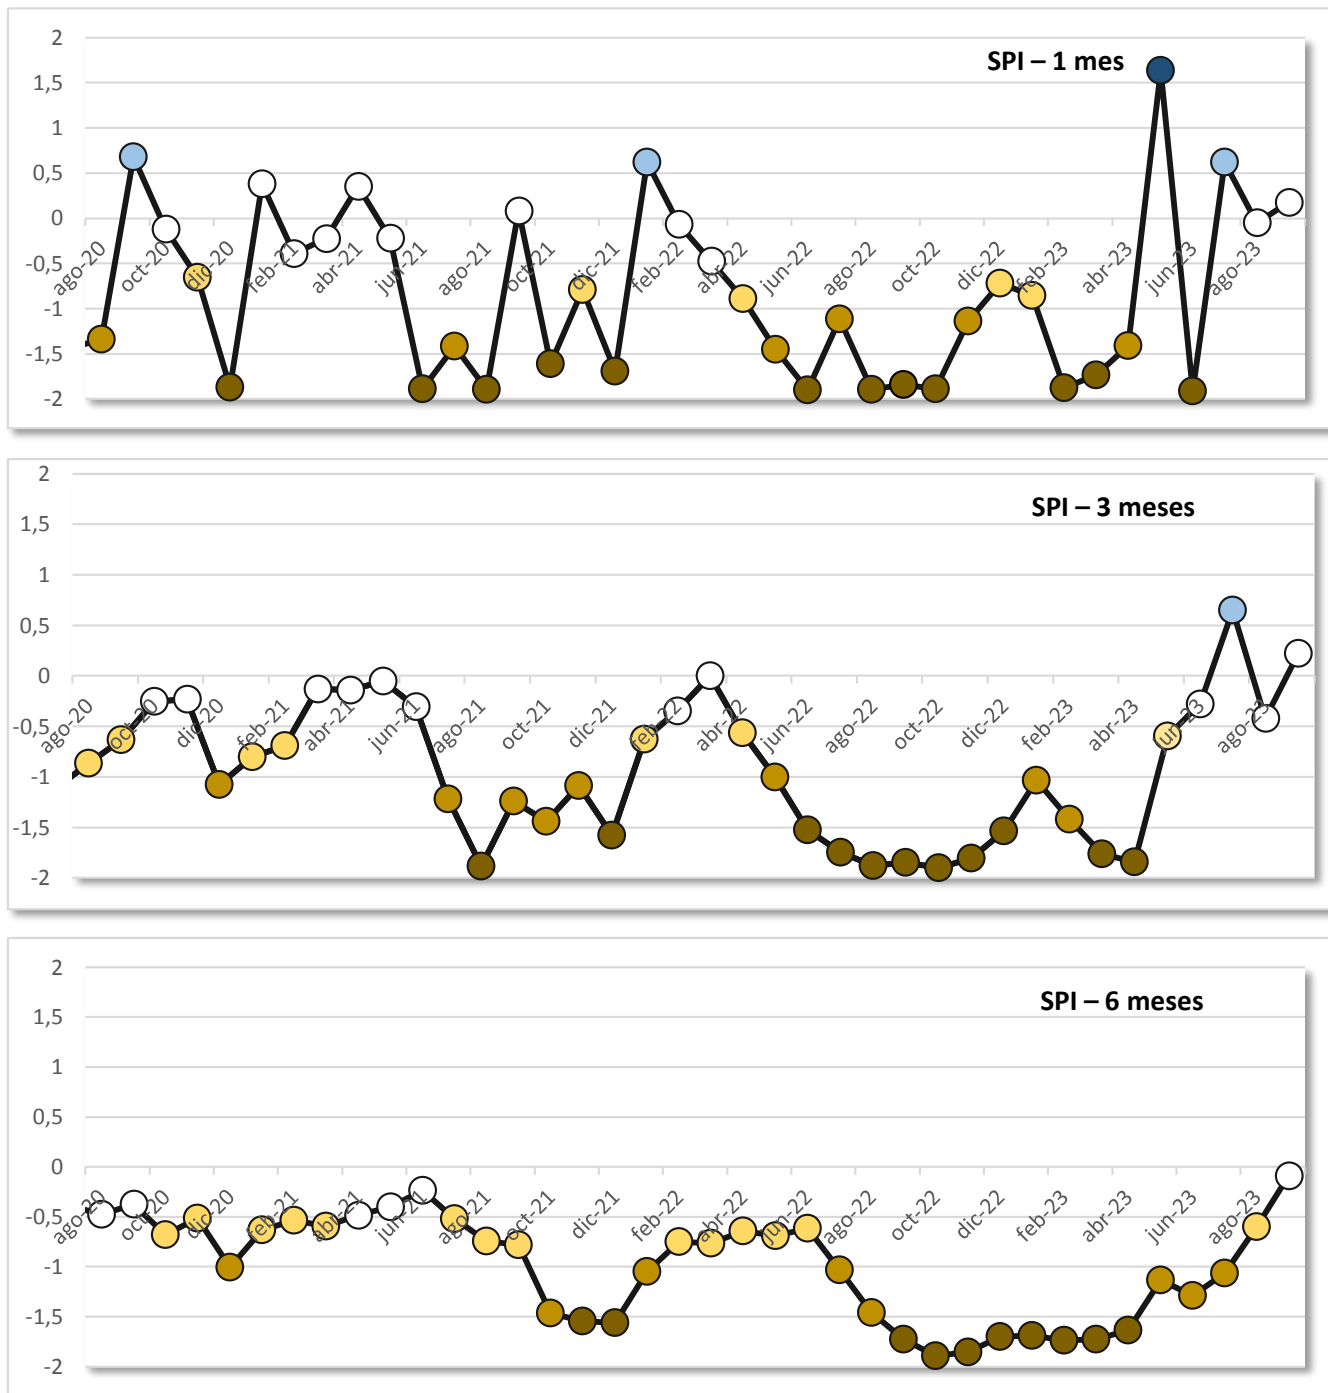 SPI – 1 mes
2
1,5
1
0,5
0
-0,5
-1
-1,5
-2
ago-20
oct-20
dic-20
feb-21
abr-21
jun-21
ago-21
oct-21
dic-21
feb-22
abr-22
jun-22
ago-22
oct-22
dic-22
feb-23
abr-23
jun-23
ago-23
SPI – 3 meses
2
1,5
1
0,5
0
-0,5
-1
-1,5
-2
ago-20
oct-20
dic-20
feb-21
abr-21
jun-21
ago-21
oct-21
dic-21
feb-22
abr-22
jun-22
ago-22
oct-22
dic-22
feb-23
abr-23
jun-23
ago-23
SPI – 6 meses
2
1,5
1
0,5
0
-0,5
-1
-1,5
-2
ago-20
oct-20
dic-20
feb-21
abr-21
jun-21
ago-21
oct-21
dic-21
feb-22
abr-22
jun-22
ago-22
oct-22
dic-22
feb-23
abr-23
jun-23
ago-23